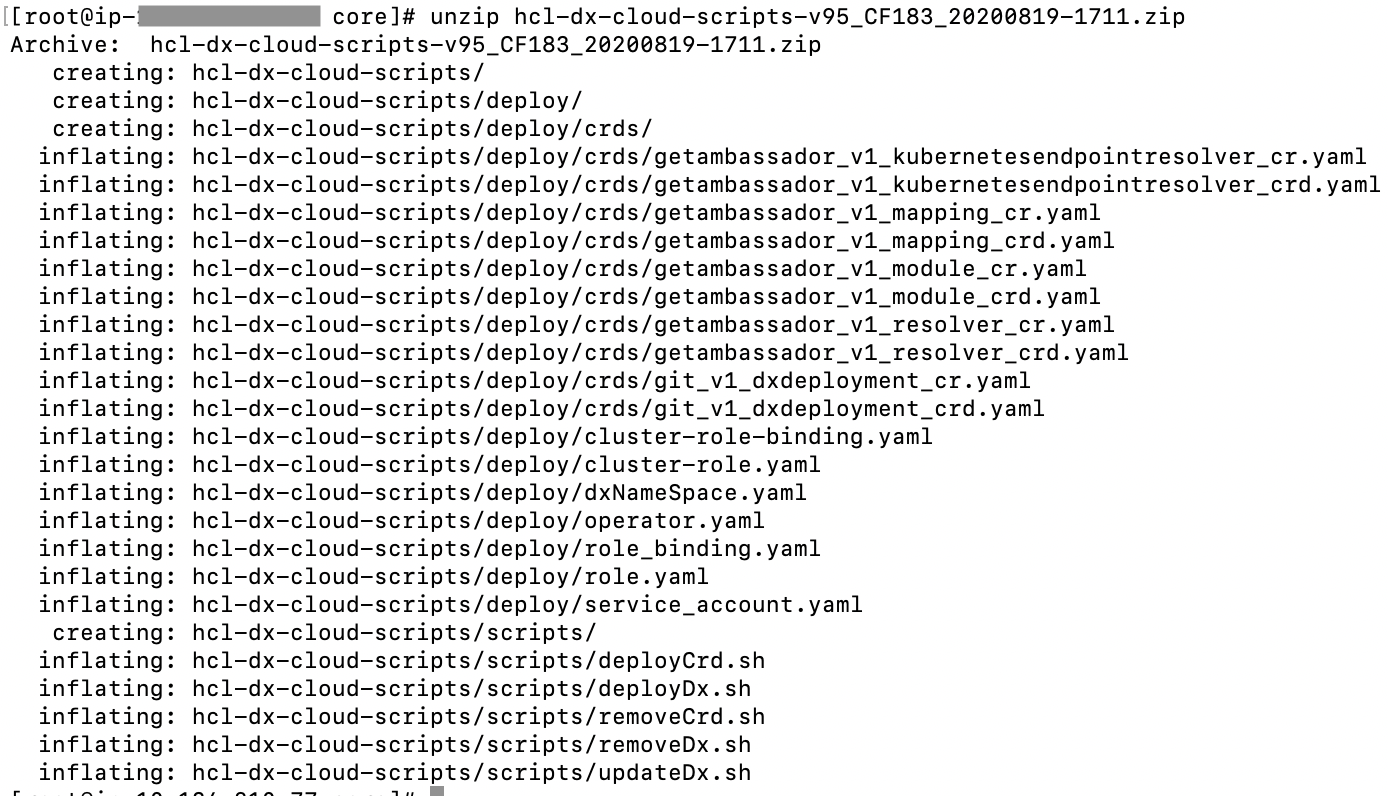 [[root@ip- core]# unzip hcl-dx-cloud-scripts-v95_CF183_20200819-1711.zip
Archive:  hcl-dx-cloud-scripts-v95_CF183_20200819-1711.zip
   creating: hcl-dx-cloud-scripts/
   creating: hcl-dx-cloud-scripts/deploy/
   creating: hcl-dx-cloud-scripts/deploy/crds/
  inflating: hcl-dx-cloud-scripts/deploy/crds/getambassador_v1_kubernetesendpointresolver_cr.yaml
  inflating: hcl-dx-cloud-scripts/deploy/crds/getambassador_v1_kubernetesendpointresolver_crd.yaml
  inflating: hcl-dx-cloud-scripts/deploy/crds/getambassador_v1_mapping_cr.yaml
  inflating: hcl-dx-cloud-scripts/deploy/crds/getambassador_v1_mapping_crd.yaml
  inflating: hcl-dx-cloud-scripts/deploy/crds/getambassador_v1_module_cr.yaml
  inflating: hcl-dx-cloud-scripts/deploy/crds/getambassador_v1_module_crd.yaml
  inflating: hcl-dx-cloud-scripts/deploy/crds/getambassador_v1_resolver_cr.yaml
  inflating: hcl-dx-cloud-scripts/deploy/crds/getambassador_v1_resolver_crd.yaml
  inflating: hcl-dx-cloud-scripts/deploy/crds/git_v1_dxdeployment_cr.yaml
  inflating: hcl-dx-cloud-scripts/deploy/crds/git_v1_dxdeployment_crd.yaml
  inflating: hcl-dx-cloud-scripts/deploy/cluster-role-binding.yaml
  inflating: hcl-dx-cloud-scripts/deploy/cluster-role.yaml
  inflating: hcl-dx-cloud-scripts/deploy/dxNameSpace.yaml
  inflating: hcl-dx-cloud-scripts/deploy/operator.yaml
  inflating: hcl-dx-cloud-scripts/deploy/role_binding.yaml
  inflating: hcl-dx-cloud-scripts/deploy/role.yaml
  inflating: hcl-dx-cloud-scripts/deploy/service_account.yaml
   creating: hcl-dx-cloud-scripts/scripts/
  inflating: hcl-dx-cloud-scripts/scripts/deployCrd.sh
  inflating: hcl-dx-cloud-scripts/scripts/deployDx.sh
  inflating: hcl-dx-cloud-scripts/scripts/removeCrd.sh
  inflating: hcl-dx-cloud-scripts/scripts/removeDx.sh
  inflating: hcl-dx-cloud-scripts/scripts/updateDx.sh